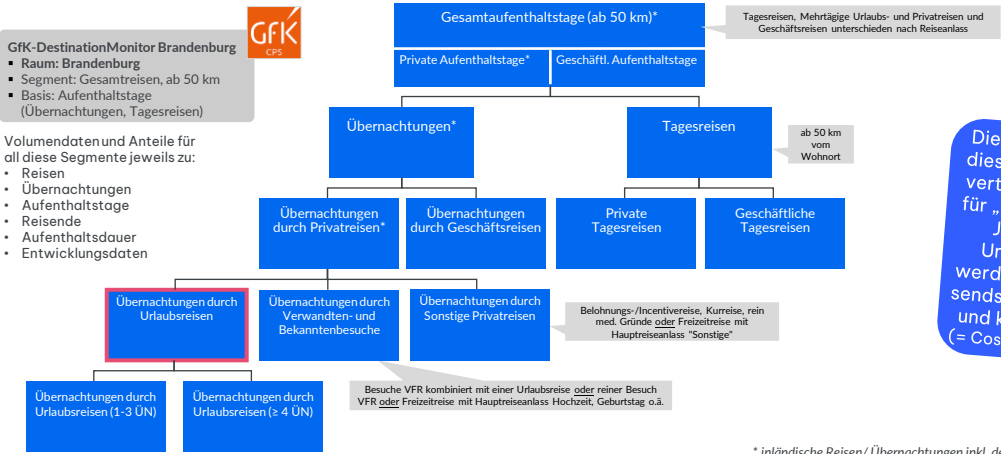 GfK
CPS
GfK-DestinationMonitor Brandenburg
▪ Raum: Brandenburg
▪ Segment: Gesamtreisen, ab 50 km
▪ Basis: Aufenthaltstage
(Übernachtungen, Tagesreisen)
Volumendaten und Anteile für
all diese Segmente jeweils zu:
• Reisen
• Übernachtungen
• Aufenthaltstage
• Reisende
• Aufenthaltsdauer
• Entwicklungsdaten
Gesamtaufenthaltstage (ab 50 km)*
Private Aufenthaltstage*
Geschäftl. Aufenthaltstage
Tagesreisen, Mehrtägige Urlaubs- und Privatreisen und
Geschäftsreisen unterschieden nach Reiseanlass
Übernachtungen*
Tagesreisen
ab 50 km
vom
Wohnort
Übernachtungen
durch Privatreisen*
Übernachtungen
durch Geschäftsreisen
Private
Tagesreisen
Geschäftliche
Tagesreisen
Übernachtungen durch
Urlaubsreisen
Übernachtungen durch
Verwandten- und
Bekanntenbesuche
Übernachtungen durch
Sonstige Privatreisen
Belohnungs-/Incentivereise, Kurreise, rein
med. Gründe oder Freizeitreise mit
Hauptreiseanlass "Sonstige"
Übernachtungen durch
Urlaubsreisen (1-3 ÜN)
Übernachtungen durch
Urlaubsreisen (≥ 4 ÜN)
Besuche VFR kombiniert mit einer Urlaubsreise oder reiner Besuch
VFR oder Freizeitreise mit Hauptreiseanlass Hochzeit, Geburtstag o.ä.
Die
dies
vert
für „
J
Ur
werd
sends
und k
(= Cos
* inländische Reisen/ Übernachtungen inkl. de